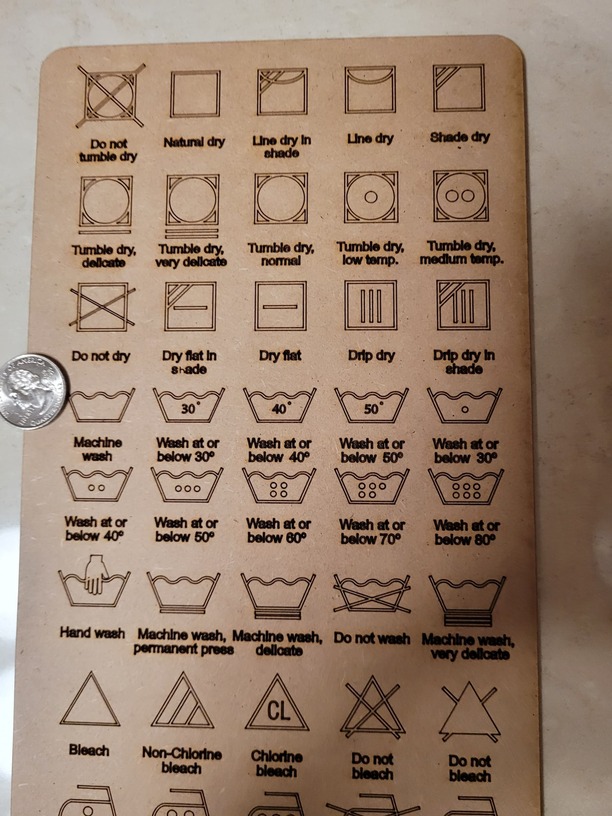 Do not
tumble dry
Natural dry
Line dry in
shade
Line dry
Shade dry
Tumble dry,
delicate
Tumble dry,
very delicate
Tumble dry,
normal
Tumble dry,
low temp.
Tumble dry,
medium temp.
Do not dry
Dry flat in
shade
Dry flat
Drip dry
Drip dry in
shade
30°
40°
50°
Machine
wash
Wash at or
below 30°
Wash at or
below 40°
Wash at or
below 50°
Wash at or
below 30°
Wash at or
below 40°
Wash at or
below 50°
Wash at or
below 60°
Wash at or
below 70°
Wash at or
below 80°
Hand wash
Machine wash,
permanent press
Machine wash,
delicate
Do not wash
Machine wash,
very delicate
CL
Bleach
Non-Chlorine
bleach
Chlorine
bleach
Do not
bleach
Do not
bleach